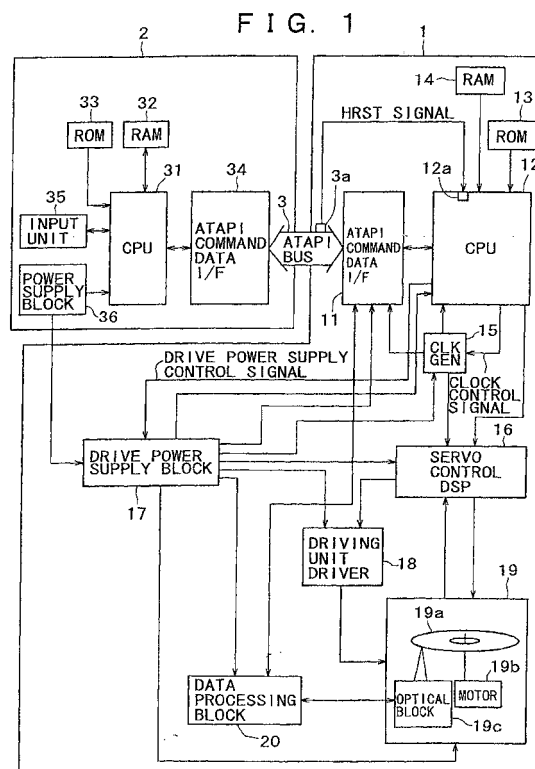 FIG. 1
2
1
14
RAM
13
ROM
33
ROM
32
RAM
HRST SIGNAL
12a
12
35
INPUT
UNIT
31
CPU
34
ATAPI
COMMAND
DATA
I/F
3
3a
ATAPI
BUS
ATAPI
COMMAND
DATA
I/F
11
CPU
POWER
SUPPLY
BLOCK
36
15
CLK
GEN
DRIVE POWER SUPPLY
CONTROL SIGNAL
CLOCK
CONTROL
SIGNAL
16
DRIVE POWER
SUPPLY BLOCK
17
SERVO
CONTROL
DSP
DRIVING
UNIT
DRIVER
18
19
19a
19b
MOTOR
OPTICAL
BLOCK
19c
DATA
PROCESSING
BLOCK
20